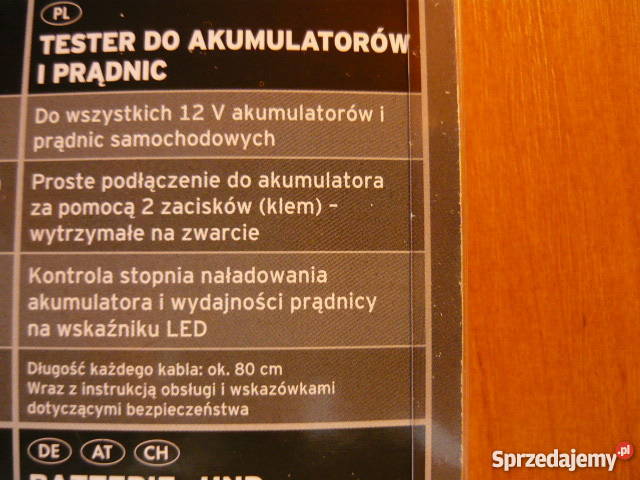 PL
TESTER DO AKUMULATORÓW
I PRĄDNIC
Do wszystkich 12 V akumulatorów i
prądnic samochodowych
Proste podłączenie do akumulatora
za pomocą 2 zacisków (klem) –
wytrzymałe na zwarcie
Kontrola stopnia naładowania
akumulatora i wydajności prądnicy
na wskaźniku LED
Długość każdego kabla: ok. 80 cm
Wraz z instrukcją obsługi i wskazówkami
dotyczącymi bezpieczeństwa
DE AT CH
BATTERIE- UND
Sprzedajemy.pl